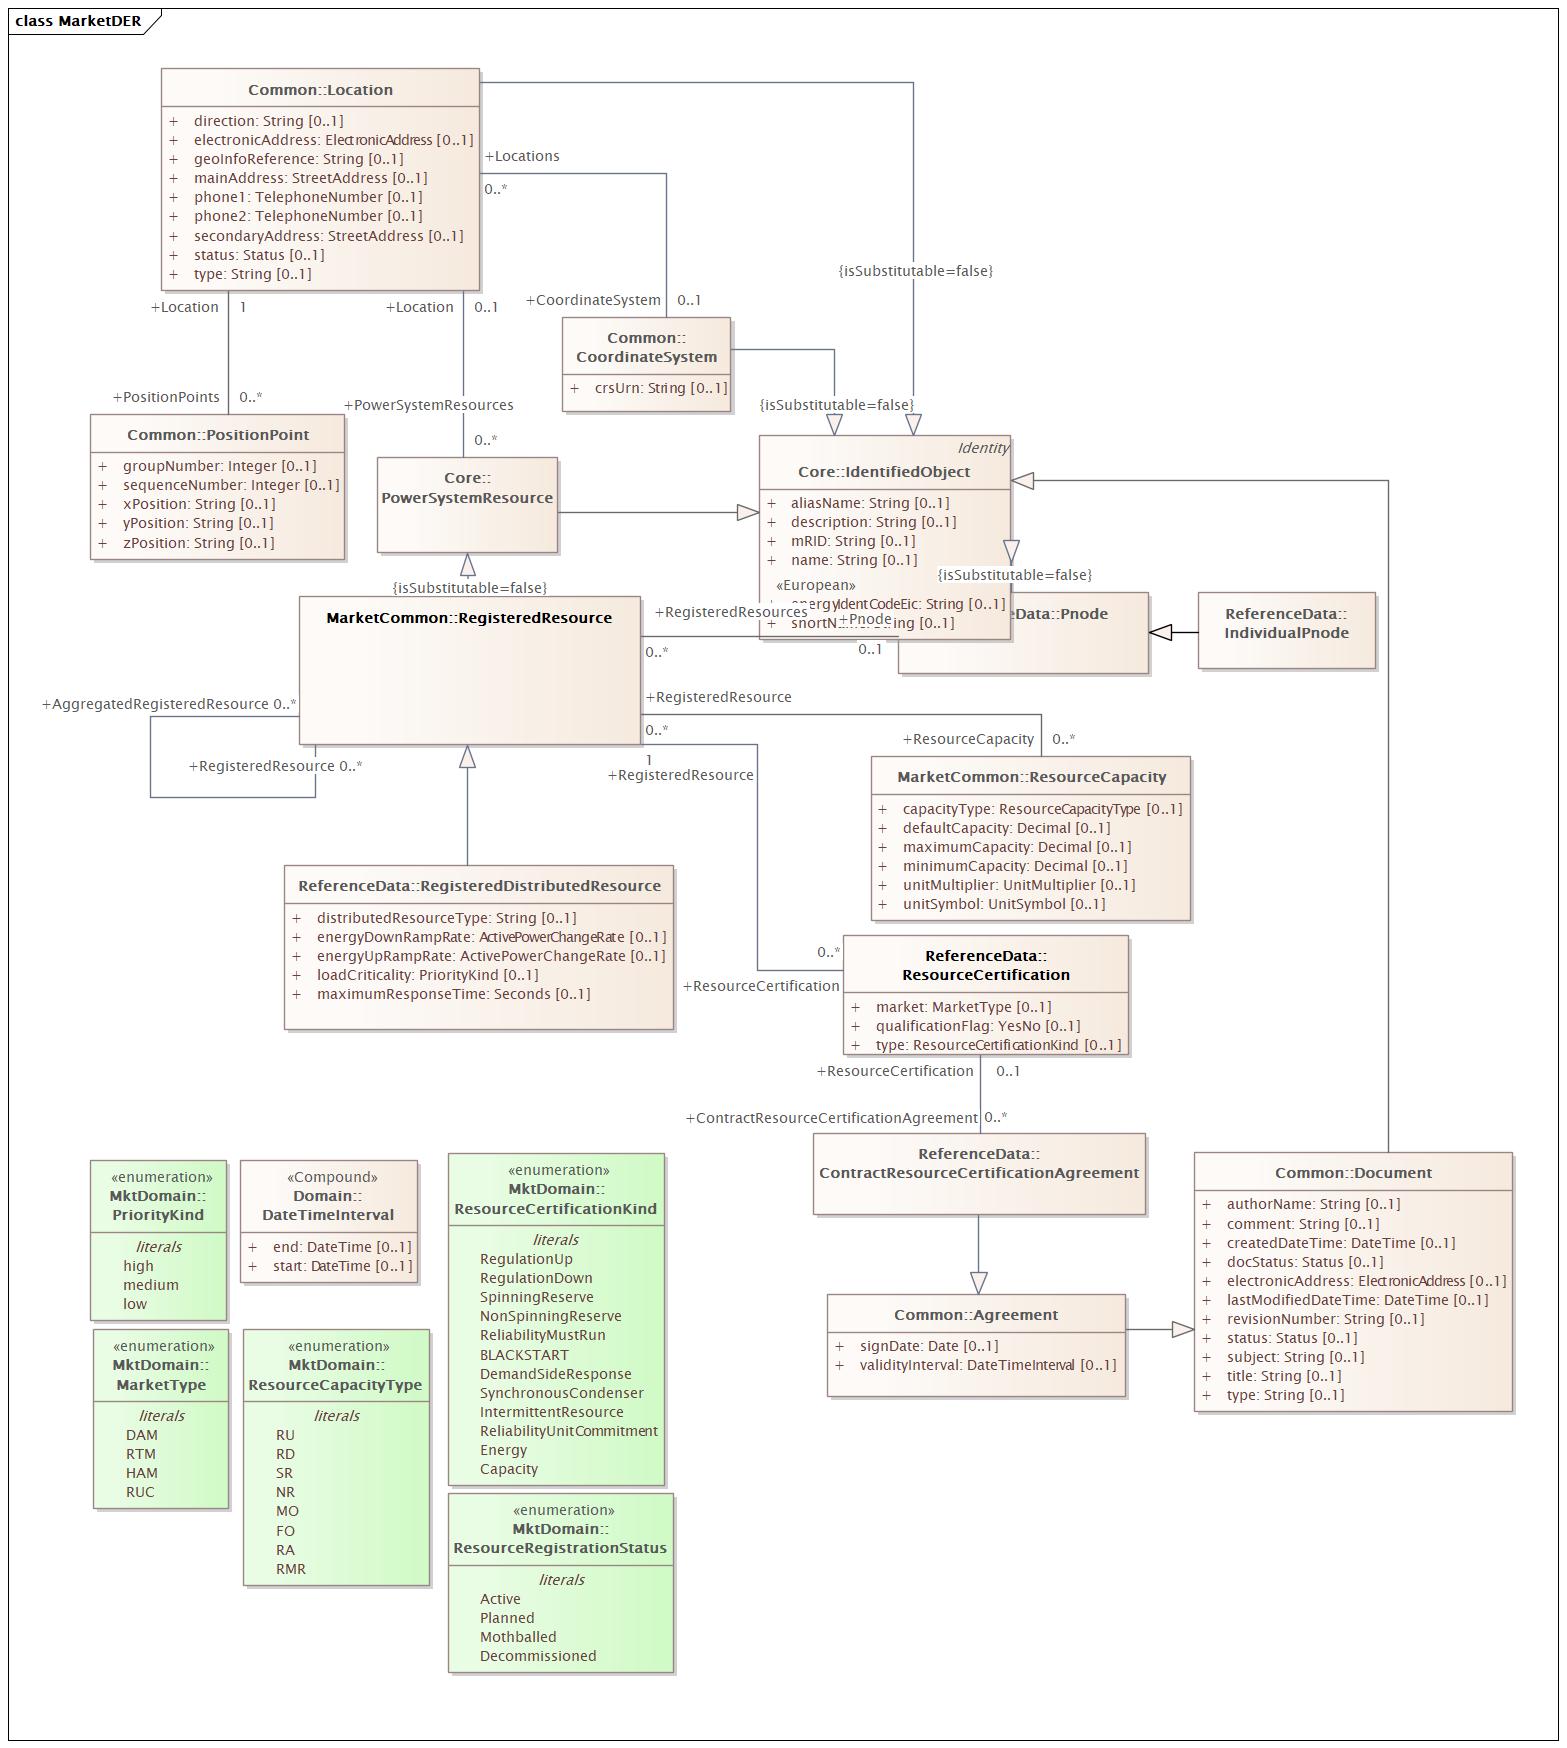 class MarketDER
Common::Location
+ direction: String [0..1]
+ electronicAddress: ElectronicAddress [0..1]
+ geoInfoReference: String [0..1]
+ mainAddress: StreetAddress [0..1]
+ phone1: TelephoneNumber [0..1]
+ phone2: TelephoneNumber [0..1]
+ secondaryAddress: StreetAddress [0..1]
+ status: Status [0..1]
+ type: String [0..1]
+Locations
0..*
{isSubstitutable=false}
+CoordinateSystem 0..1
+Location 1
+Location 0..1
Common::
CoordinateSystem
+ crsUrn: String [0..1]
+PositionPoints 0..*
+PowerSystemResources
0..*
{isSubstitutable=false}
Common::PositionPoint
+ groupNumber: Integer [0..1]
+ sequenceNumber: Integer [0..1]
+ xPosition: String [0..1]
+ yPosition: String [0..1]
+ zPosition: String [0..1]
Core::
PowerSystemResource
Identity
Core::IdentifiedObject
+ aliasName: String [0..1]
+ description: String [0..1]
+ mRID: String [0..1]
+ name: String [0..1]
«European»
energyIdentCodeEic: String [0..1]
{isSubstitutable=false}
{isSubstitutable=false}
MarketCommon::RegisteredResource
+RegisteredResources
0..*
+Pnode
0..1
eData::Pnode
ReferenceData::
IndividualPnode
+AggregatedRegisteredResource 0..*
+RegisteredResource 0..*
+RegisteredResource
0..*
+ResourceCapacity 0..*
1
+RegisteredResource
MarketCommon::ResourceCapacity
+ capacityType: ResourceCapacityType [0..1]
+ defaultCapacity: Decimal [0..1]
+ maximumCapacity: Decimal [0..1]
+ minimumCapacity: Decimal [0..1]
+ unitMultiplier: UnitMultiplier [0..1]
+ unitSymbol: UnitSymbol [0..1]
ReferenceData::RegisteredDistributedResource
+ distributedResourceType: String [0..1]
+ energyDownRampRate: ActivePowerChangeRate [0..1]
+ energyUpRampRate: ActivePowerChangeRate [0..1]
+ loadCriticality: PriorityKind [0..1]
+ maximumResponseTime: Seconds [0..1]
0..*
+ResourceCertification
ReferenceData::
ResourceCertification
+ market: MarketType [0..1]
+ qualificationFlag: YesNo [0..1]
+ type: ResourceCertificationKind [0..1]
+ResourceCertification 0..1
+ContractResourceCertificationAgreement 0..*
ReferenceData::
ContractResourceCertificationAgreement
Common::Agreement
+ signDate: Date [0..1]
+ validityInterval: DateTimeInterval [0..1]
Common::Document
+ authorName: String [0..1]
+ comment: String [0..1]
+ createdDateTime: DateTime [0..1]
+ docStatus: Status [0..1]
+ electronicAddress: ElectronicAddress [0..1]
+ lastModifiedDateTime: DateTime [0..1]
+ revisionNumber: String [0..1]
+ status: Status [0..1]
+ subject: String [0..1]
+ title: String [0..1]
+ type: String [0..1]
«enumeration»
MktDomain::
PriorityKind
literals
high
medium
low
«Compound»
Domain::
DateTimeInterval
+ end: DateTime [0..1]
+ start: DateTime [0..1]
«enumeration»
MktDomain::
ResourceCertificationKind
literals
RegulationUp
RegulationDown
SpinningReserve
NonSpinningReserve
ReliabilityMustRun
BLACKSTART
DemandSideResponse
SynchronousCondenser
IntermittentResource
ReliabilityUnitCommitment
Energy
Capacity
«enumeration»
MktDomain::
MarketType
literals
DAM
RTM
HAM
RUC
«enumeration»
MktDomain::
ResourceCapacityType
literals
RU
RD
SR
NR
MO
FO
RA
RMR
«enumeration»
MktDomain::
ResourceRegistrationStatus
literals
Active
Planned
Mothballed
Decommissioned